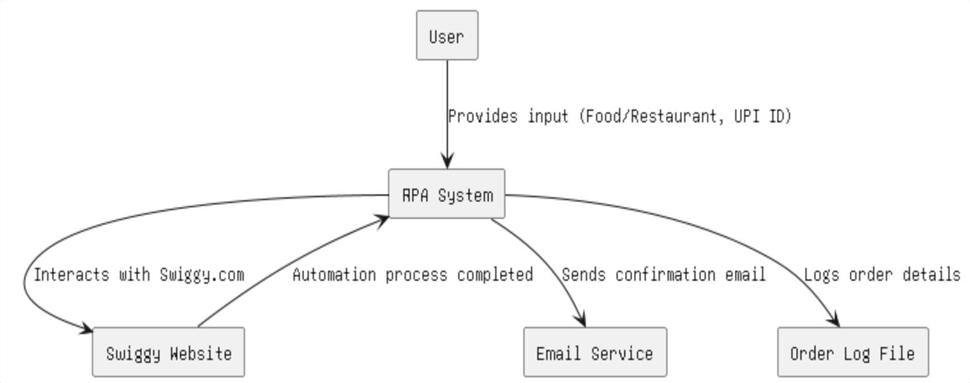 User
Provides input (Food/Restaurant, UPI ID)
RPA System
Interacts with Swiggy.com
Automation process completed
Sends confirmation email
Logs order details
Swiggy Website
Email Service
Order Log File